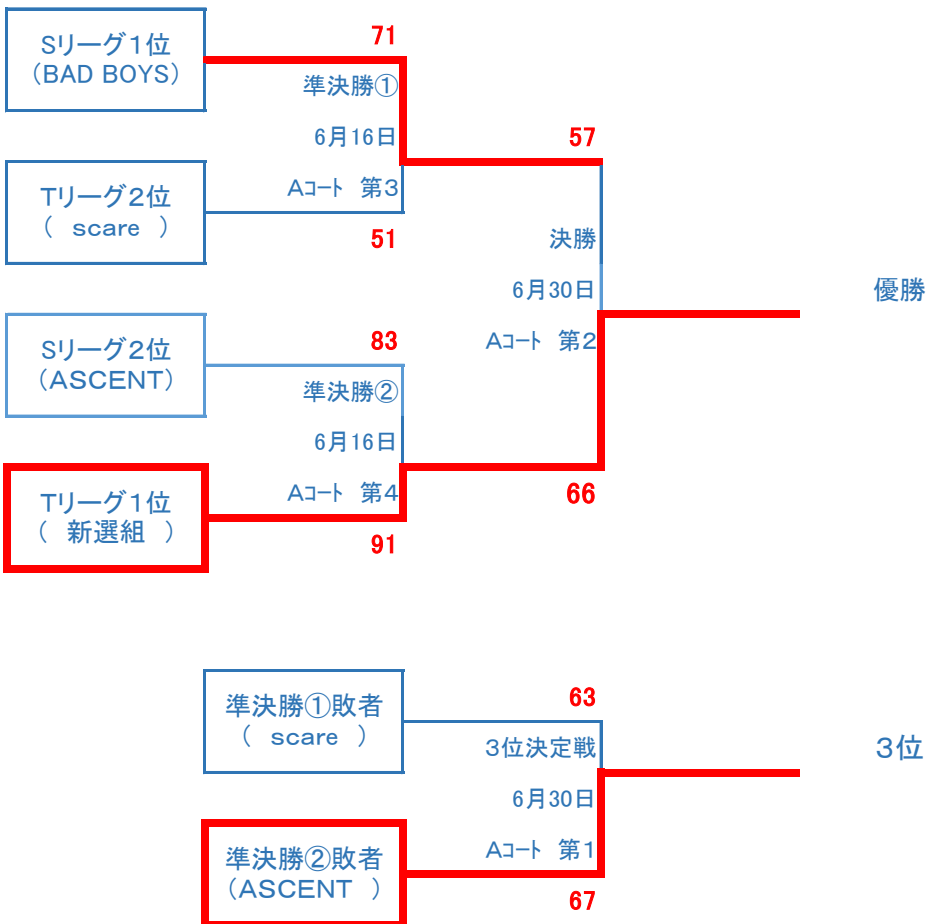 Sリーグ1位
（BAD BOYS）
71
準決勝①
6月16日
Aコート 第3
Tリーグ2位
（ scare ）
51
57
決勝
6月30日
Aコート 第2
優勝
Sリーグ2位
（ASCENT）
83
準決勝②
6月16日
Aコート 第4
Tリーグ1位
（ 新選組 ）
91
66
準決勝①敗者
（ scare ）
63
3位決定戦
6月30日
Aコート 第1
3位
準決勝②敗者
（ASCENT ）
67